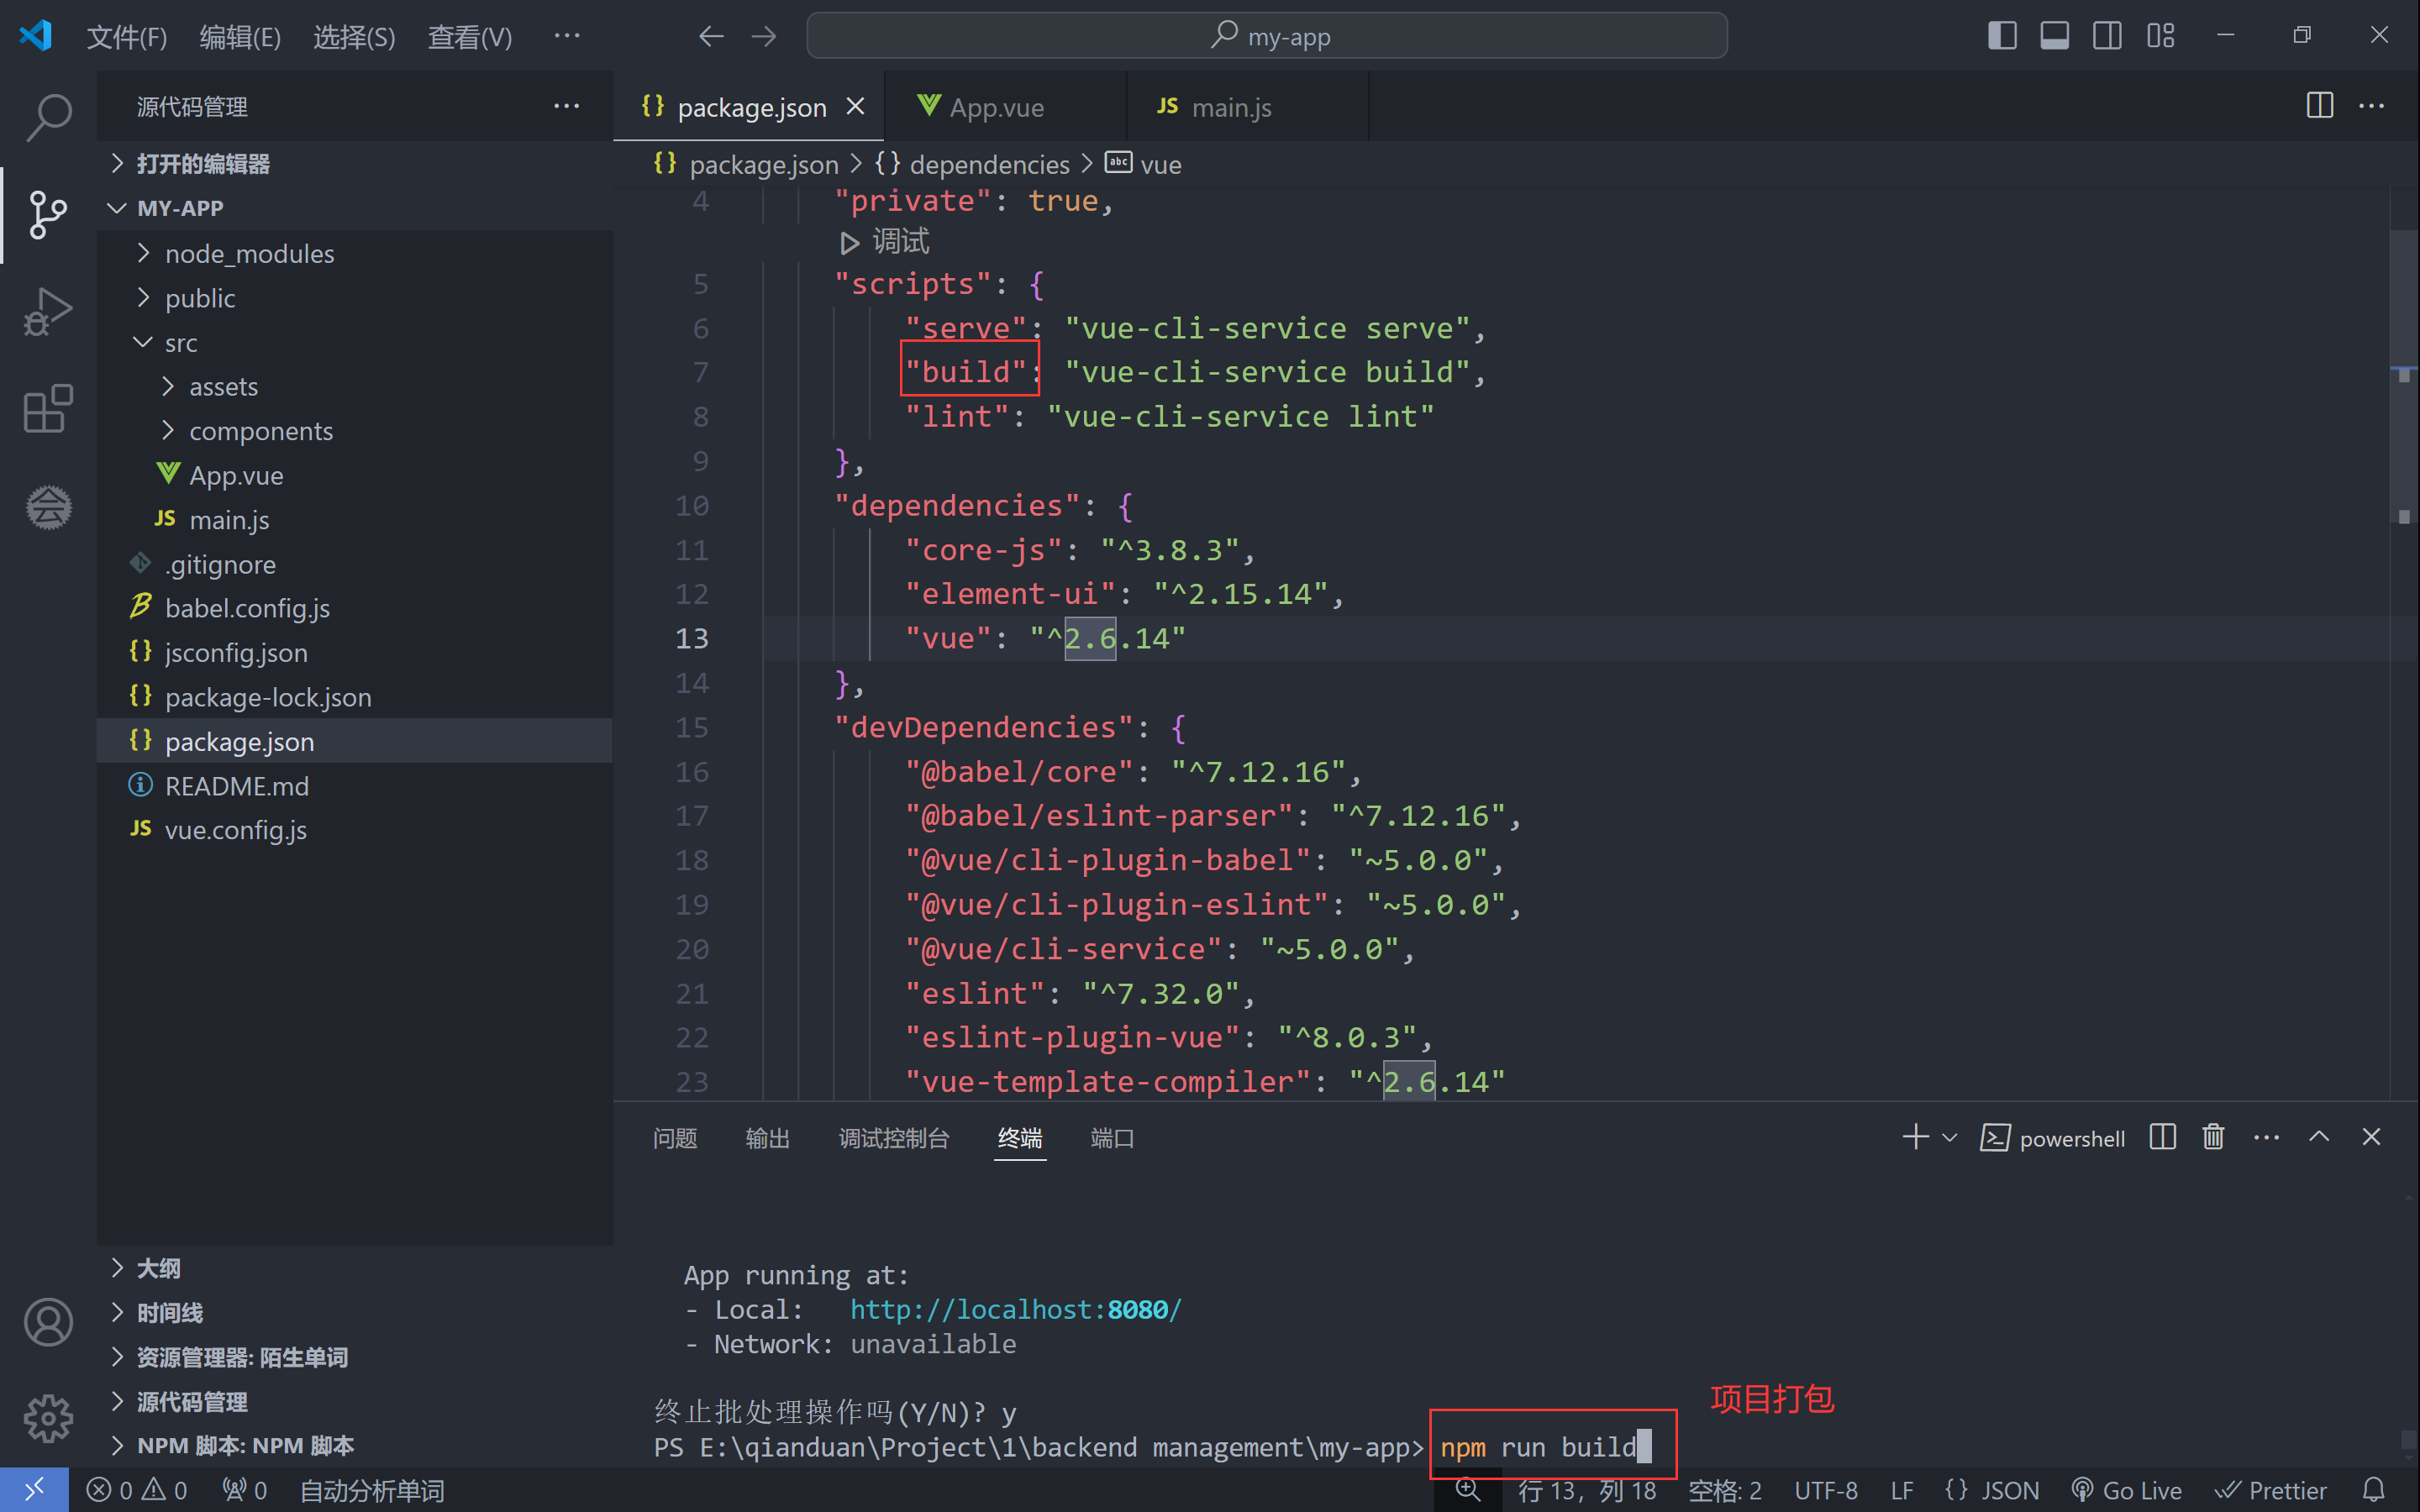 文件(F) 编辑(E) 选择(S) 查看(V) ··· my-app
源代码管理 ···
打开的编辑器
MY-APP
node_modules
public
src
assets
components
App.vue
JS main.js
.gitignore
babel.config.js
{} jsconfig.json
{} package-lock.json
{} package.json
README.md
JS vue.config.js
大纲
时间线
资源管理器: 陌生单词
源代码管理
NPM 脚本: NPM 脚本
{} package.json App.vue JS main.js
{} package.json > {} dependencies > abc vue
4 "private": true,
调试
5 "scripts": {
6 "serve": "vue-cli-service serve",
7 "build": "vue-cli-service build",
8 "lint": "vue-cli-service lint"
9 },
10 "dependencies": {
11 "core-js": "^3.8.3",
12 "element-ui": "^2.15.14",
13 "vue": "^2.6.14"
14 },
15 "devDependencies": {
16 "@babel/core": "^7.12.16",
17 "@babel/eslint-parser": "^7.12.16",
18 "@vue/cli-plugin-babel": "~5.0.0",
19 "@vue/cli-plugin-eslint": "~5.0.0",
20 "@vue/cli-service": "~5.0.0",
21 "eslint": "^7.32.0",
22 "eslint-plugin-vue": "^8.0.3",
23 "vue-template-compiler": "^2.6.14"
问题 输出 调试控制台 终端 端口 powershell ···
App running at:
- Local: http://localhost:8080/
- Network: unavailable
终止批处理操作吗(Y/N)? y
项目打包
PS E:\qianduan\Project\1\backend management\my-app> npm run build
0 0 0 自动分析单词 行 13，列 18 空格: 2 UTF-8 LF {} JSON Go Live Prettier